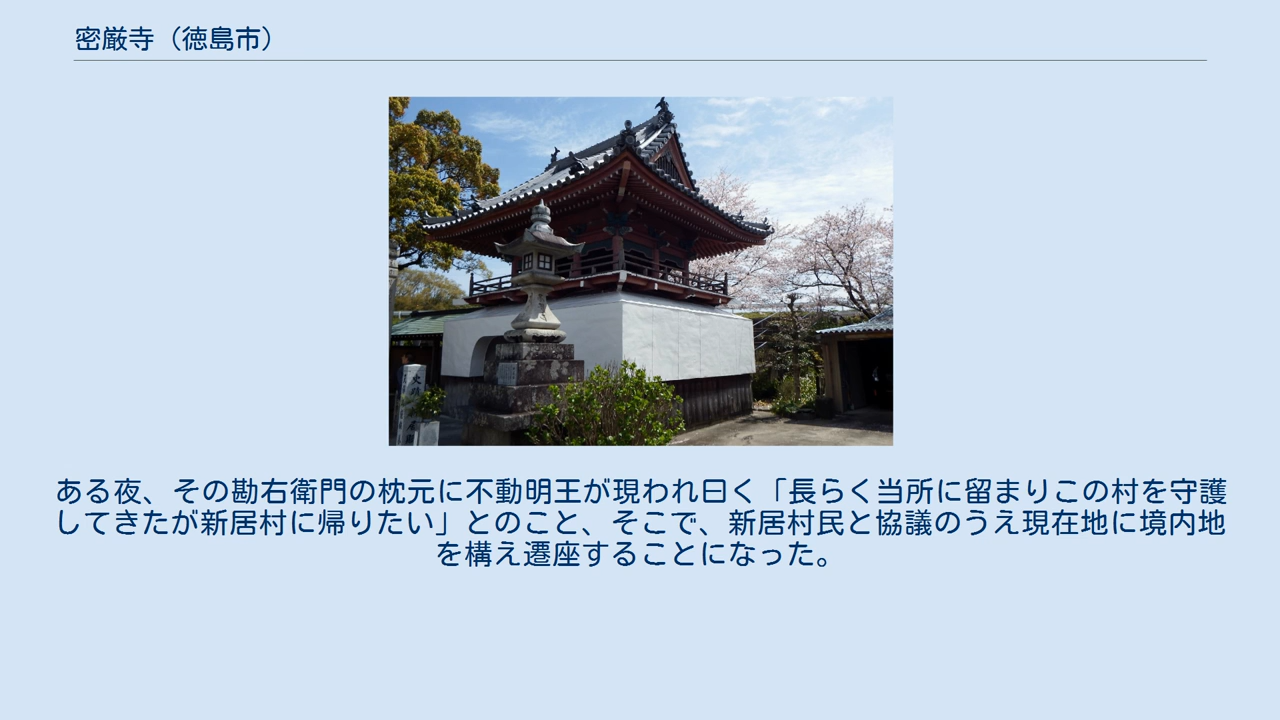 密厳寺（徳島市）
ある夜、その勘右衛門の枕元に不動明王が現われ曰く「長らく当所に留まりこの村を守護
してきたが新居村に帰りたい」とのこと、そこで、新居村民と協議のうえ現在地に境内地
を構え遷座することになった。